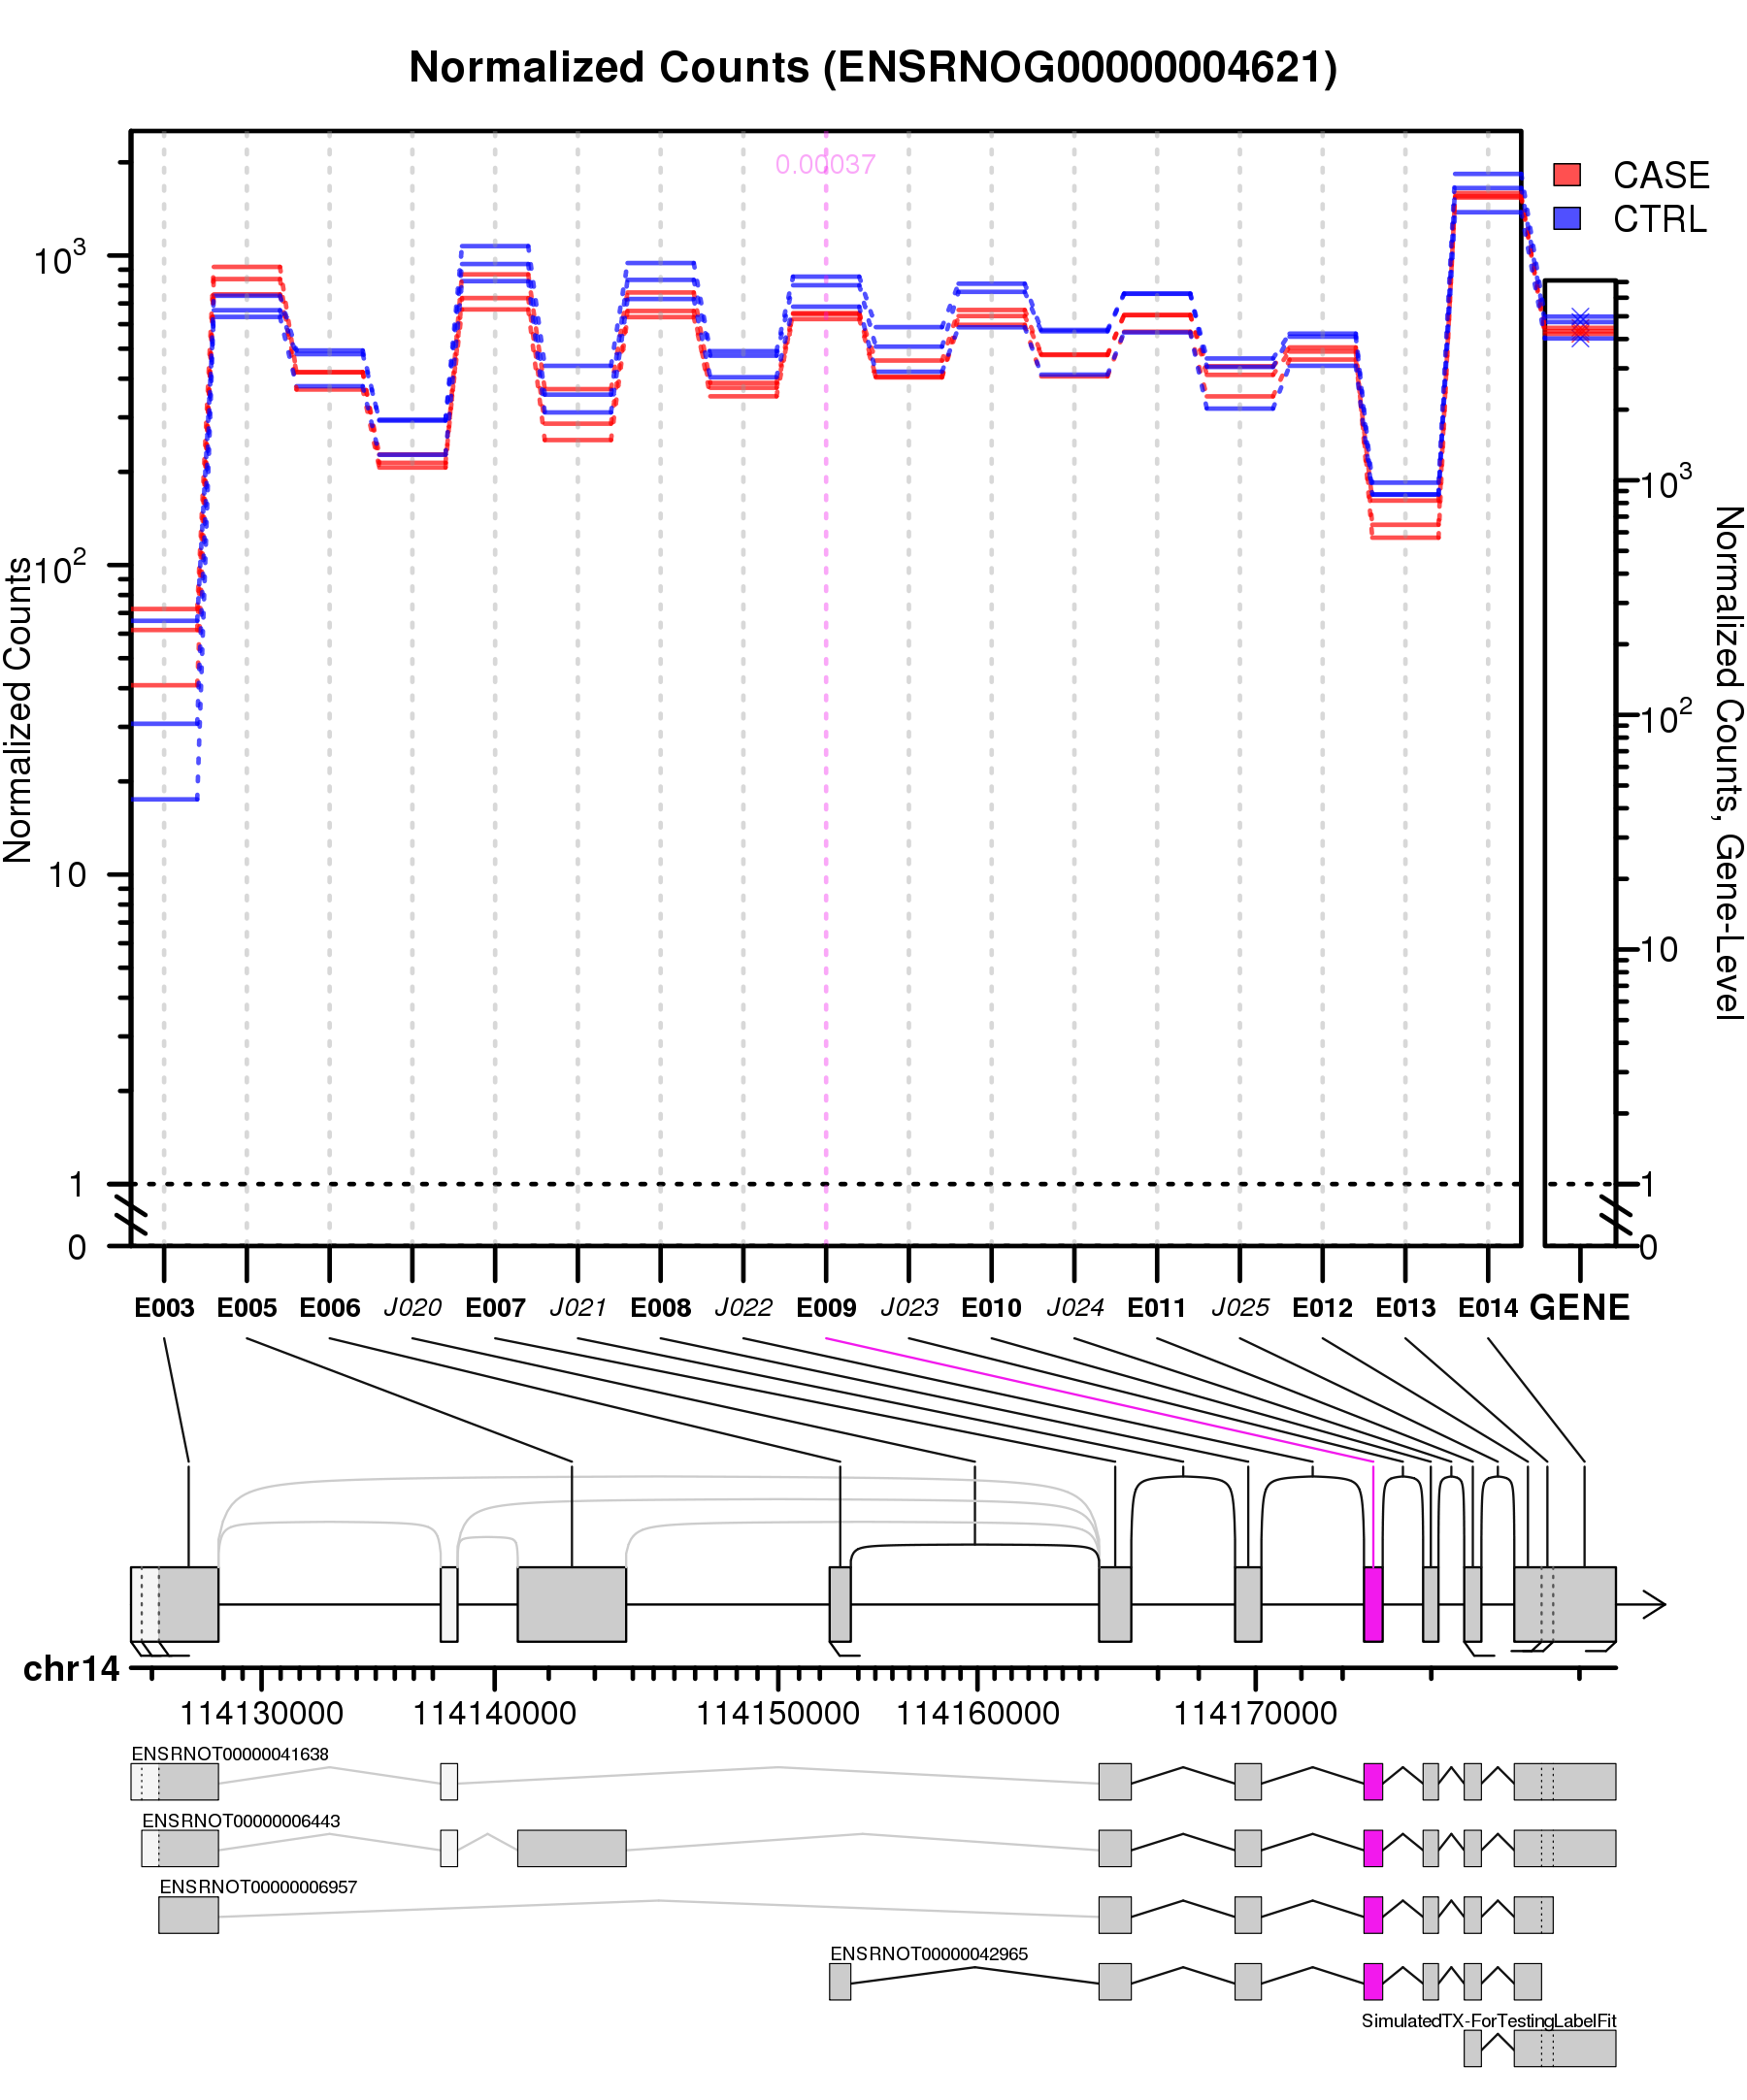 Normalized Counts (ENSRNOG00000004621)
0.00037
CASE
CTRL
10^3
10^2
10
1
0
Normalized Counts
10^3
10^2
10
1
0
Normalized Counts, Gene-Level
E003 E005 E006 J020 E007 J021 E008 J022 E009 J023 E010 J024 E011 J025 E012 E013 E014 GENE
chr14
114130000 114140000 114150000 114160000 114170000
ENSRNOT00000041638
ENSRNOT00000006443
ENSRNOT00000006957
ENSRNOT00000042965
SimulatedTX-ForTestingLabelFit